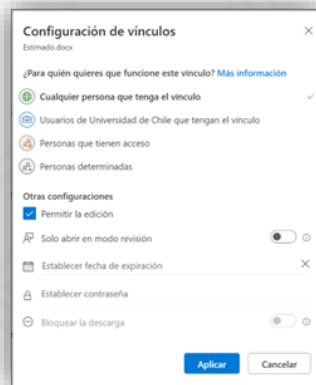 Configuración de vínculos
Estimado.docx
¿Para quién quieres que funcione este vínculo? Más información
Cualquier persona que tenga el vínculo
Usuarios de Universidad de Chile que tengan el vínculo
Personas que tienen acceso
Personas determinadas
Otras configuraciones
Permitir la edición
Solo abrir en modo revisión
Establecer fecha de expiración
Establecer contraseña
Bloquear la descarga
Aplicar Cancelar